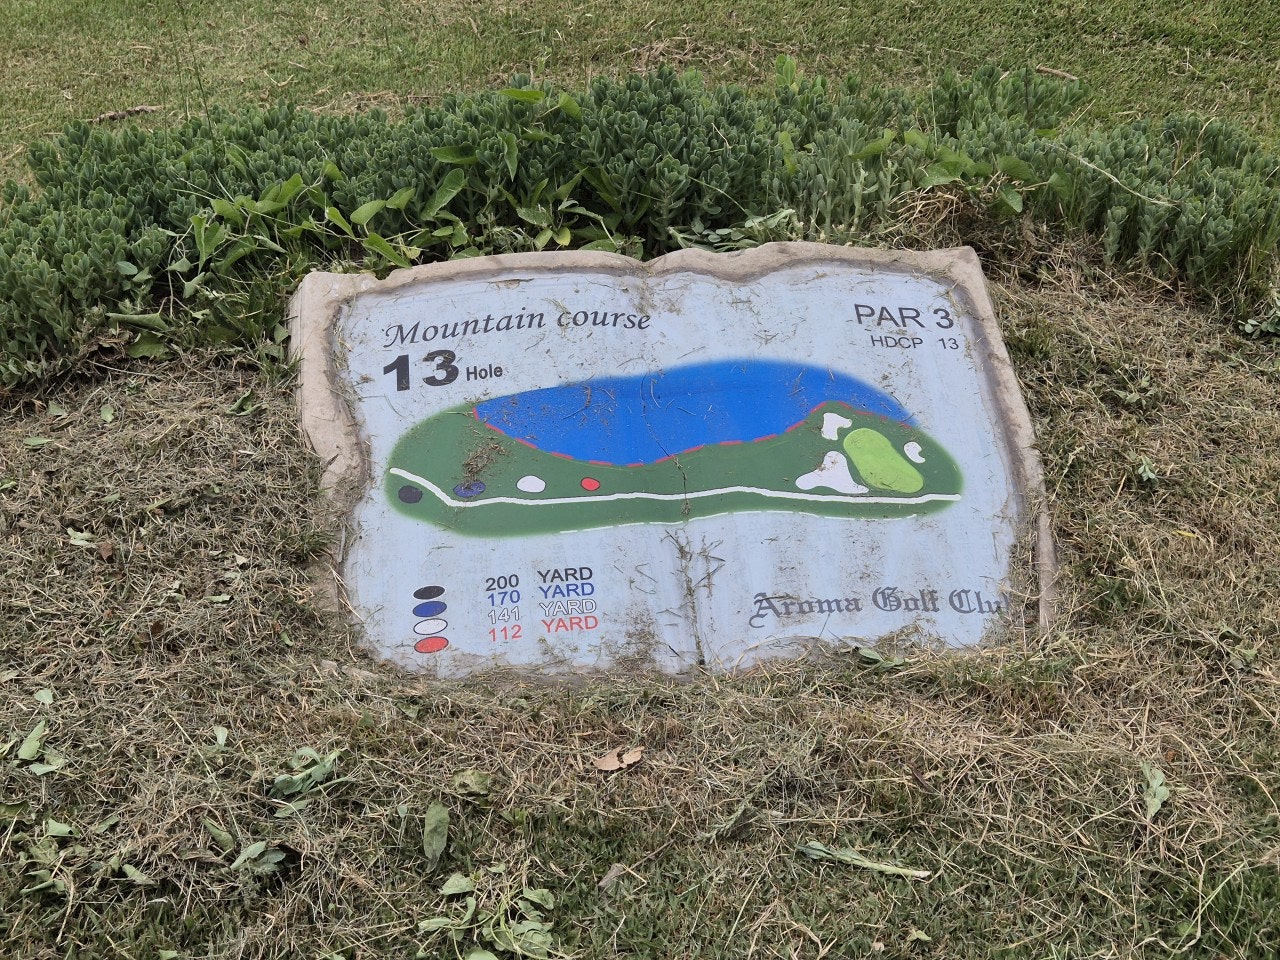 Mountain course
13 Hole
PAR 3
HDCP 13
200 YARD
170 YARD
141 YARD
112 YARD
Aroma Golf Club